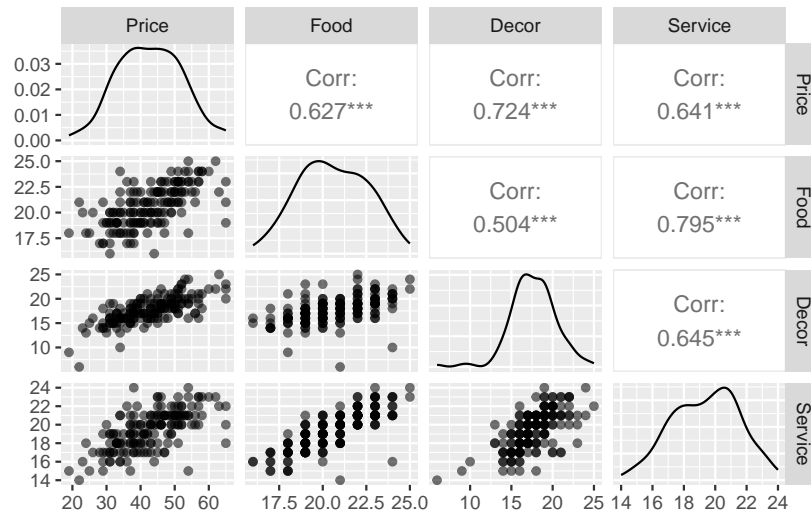 Price Food Decor Service
0.03
0.02
0.01
0.00
Corr:
0.627***
Corr:
0.724***
Corr:
0.641***
Price
25.0
22.5
20.0
17.5
Corr:
0.504***
Corr:
0.795***
Food
25
20
15
10
Corr:
0.645***
Decor
24
22
20
18
16
14
Service
20 30 40 50 60
17.5 20.0 22.5 25.0
10 15 20 25
14 16 18 20 22 24